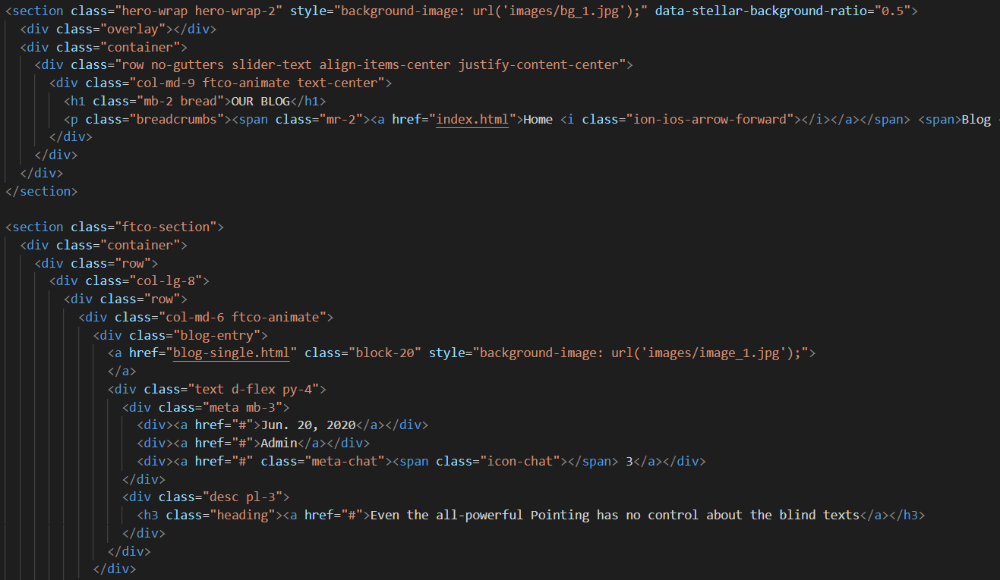 <section class="hero-wrap hero-wrap-2" style="background-image: url('images/bg_1.jpg');" data-stellar-background-ratio="0.5">
<div class="overlay"></div>
<div class="container">
<div class="row no-gutters slider-text align-items-center justify-content-center">
<div class="col-md-9 ftco-animate text-center">
<h1 class="mb-2 bread">OUR BLOG</h1>
<p class="breadcrumbs"><span class="mr-2"><a href="index.html">Home <i class="ion-ios-arrow-forward"></i></a></span> <span>Blog
</div>
</div>
</div>
</section>
<section class="ftco-section">
<div class="container">
<div class="row">
<div class="col-lg-8">
<div class="row">
<div class="col-md-6 ftco-animate">
<div class="blog-entry">
<a href="blog-single.html" class="block-20" style="background-image: url('images/image_1.jpg');">
</a>
<div class="text d-flex py-4">
<div class="meta mb-3">
<div><a href="#">Jun. 20, 2020</a></div>
<div><a href="#">Admin</a></div>
<div><a href="#" class="meta-chat"><span class="icon-chat"></span> 3</a></div>
</div>
<div class="desc pl-3">
<h3 class="heading"><a href="#">Even the all-powerful Pointing has no control about the blind texts</a></h3>
</div>
</div>
</div>